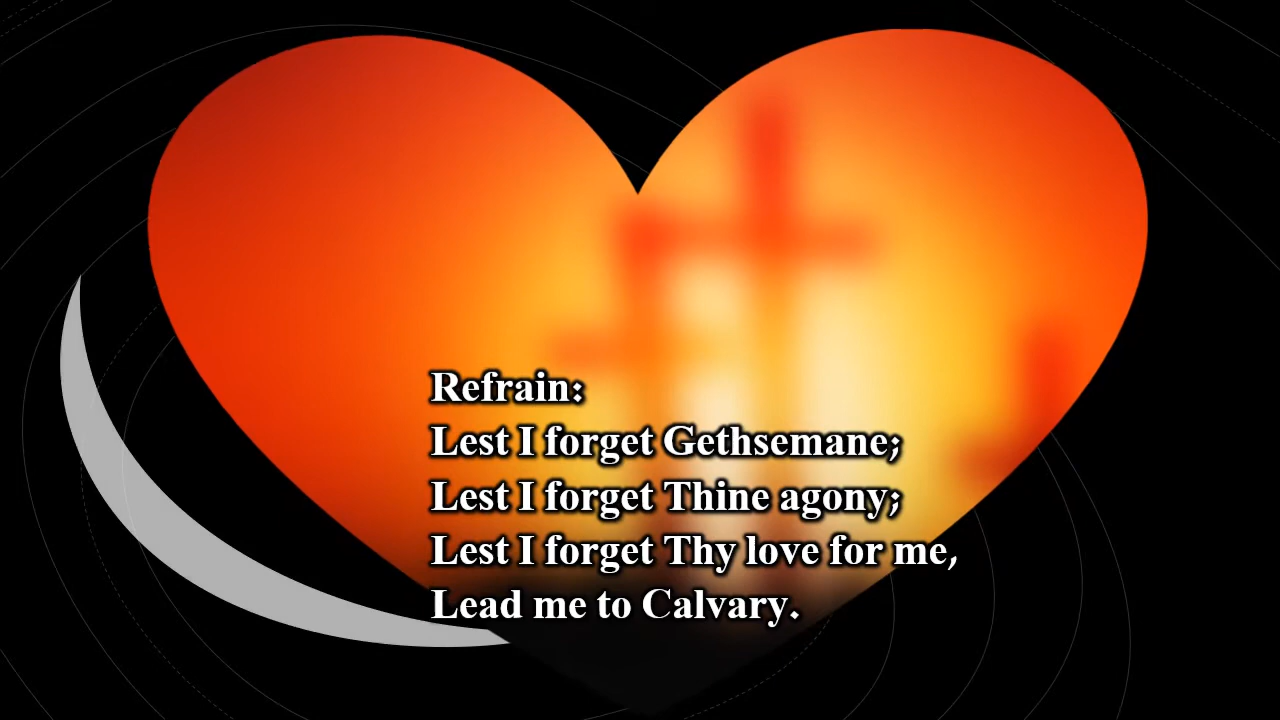 Refrain:
Lest I forget Gethsemane;
Lest I forget Thine agony;
Lest I forget Thy love for me,
Lead me to Calvary.